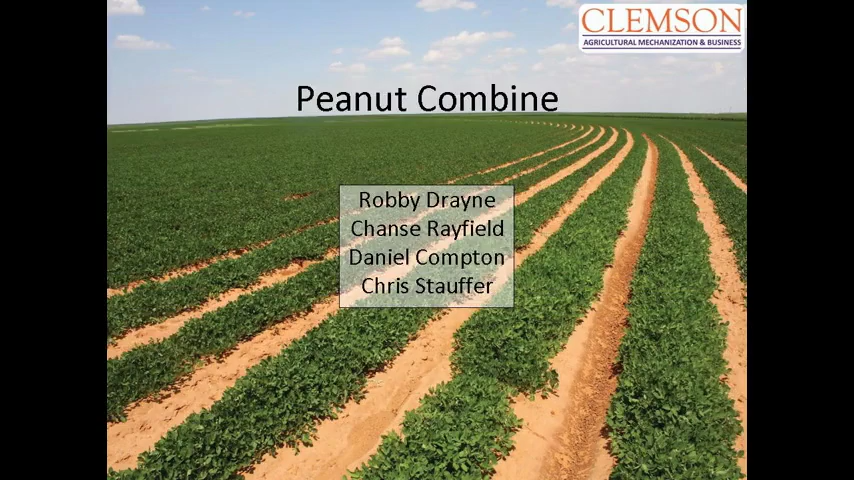 CLEMSON
AGRICULTURAL MECHANIZATION & BUSINESS
Peanut Combine
Robby Drayne
Chanse Rayfield
Daniel Compton
Chris Stauffer